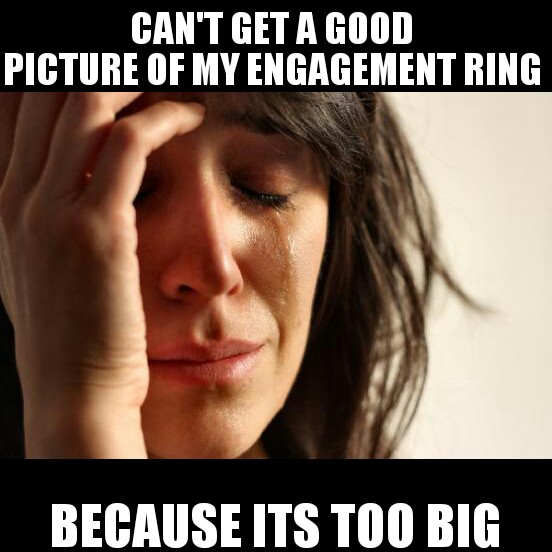 CAN'T GET A GOOD
PICTURE OF MY ENGAGEMENT RING
BECAUSE ITS TOO BIG